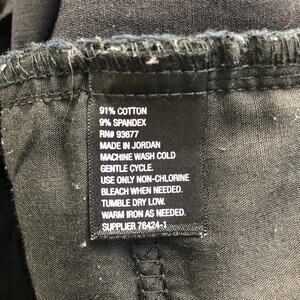 91% COTTON
9% SPANDEX
RN# 93677
MADE IN JORDAN
MACHINE WASH COLD
GENTLE CYCLE.
USE ONLY NON-CHLORINE
BLEACH WHEN NEEDED.
TUMBLE DRY LOW.
WARM IRON AS NEEDED.
SUPPLIER 76424-1